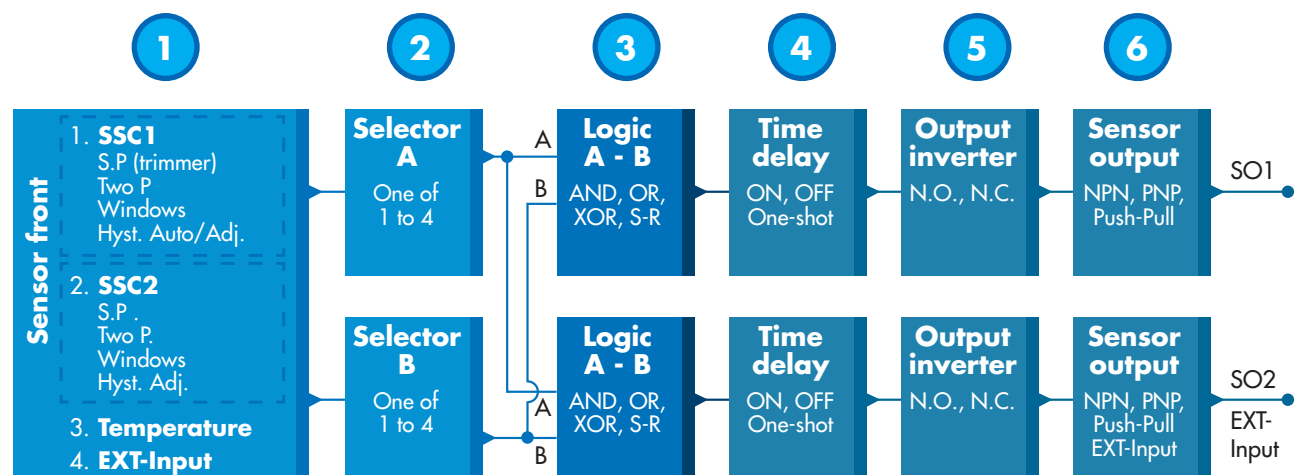 1
2
3
4
5
6
Sensor front
1. SSC1
S.P (trimmer)
Two P
Windows
Hyst. Auto/Adj.
2. SSC2
S.P .
Two P.
Windows
Hyst. Adj.
3. Temperature
4. EXT-Input
Selector
A
One of
1 to 4
A
B
Logic
A - B
AND, OR,
XOR, S-R
Time
delay
ON, OFF
One-shot
Output
inverter
N.O., N.C.
Sensor
output
NPN, PNP,
Push-Pull
SO1
Selector
B
One of
1 to 4
A
B
Logic
A - B
AND, OR,
XOR, S-R
Time
delay
ON, OFF
One-shot
Output
inverter
N.O., N.C.
Sensor
output
NPN, PNP,
Push-Pull
EXT-Input
SO2
EXT-
Input